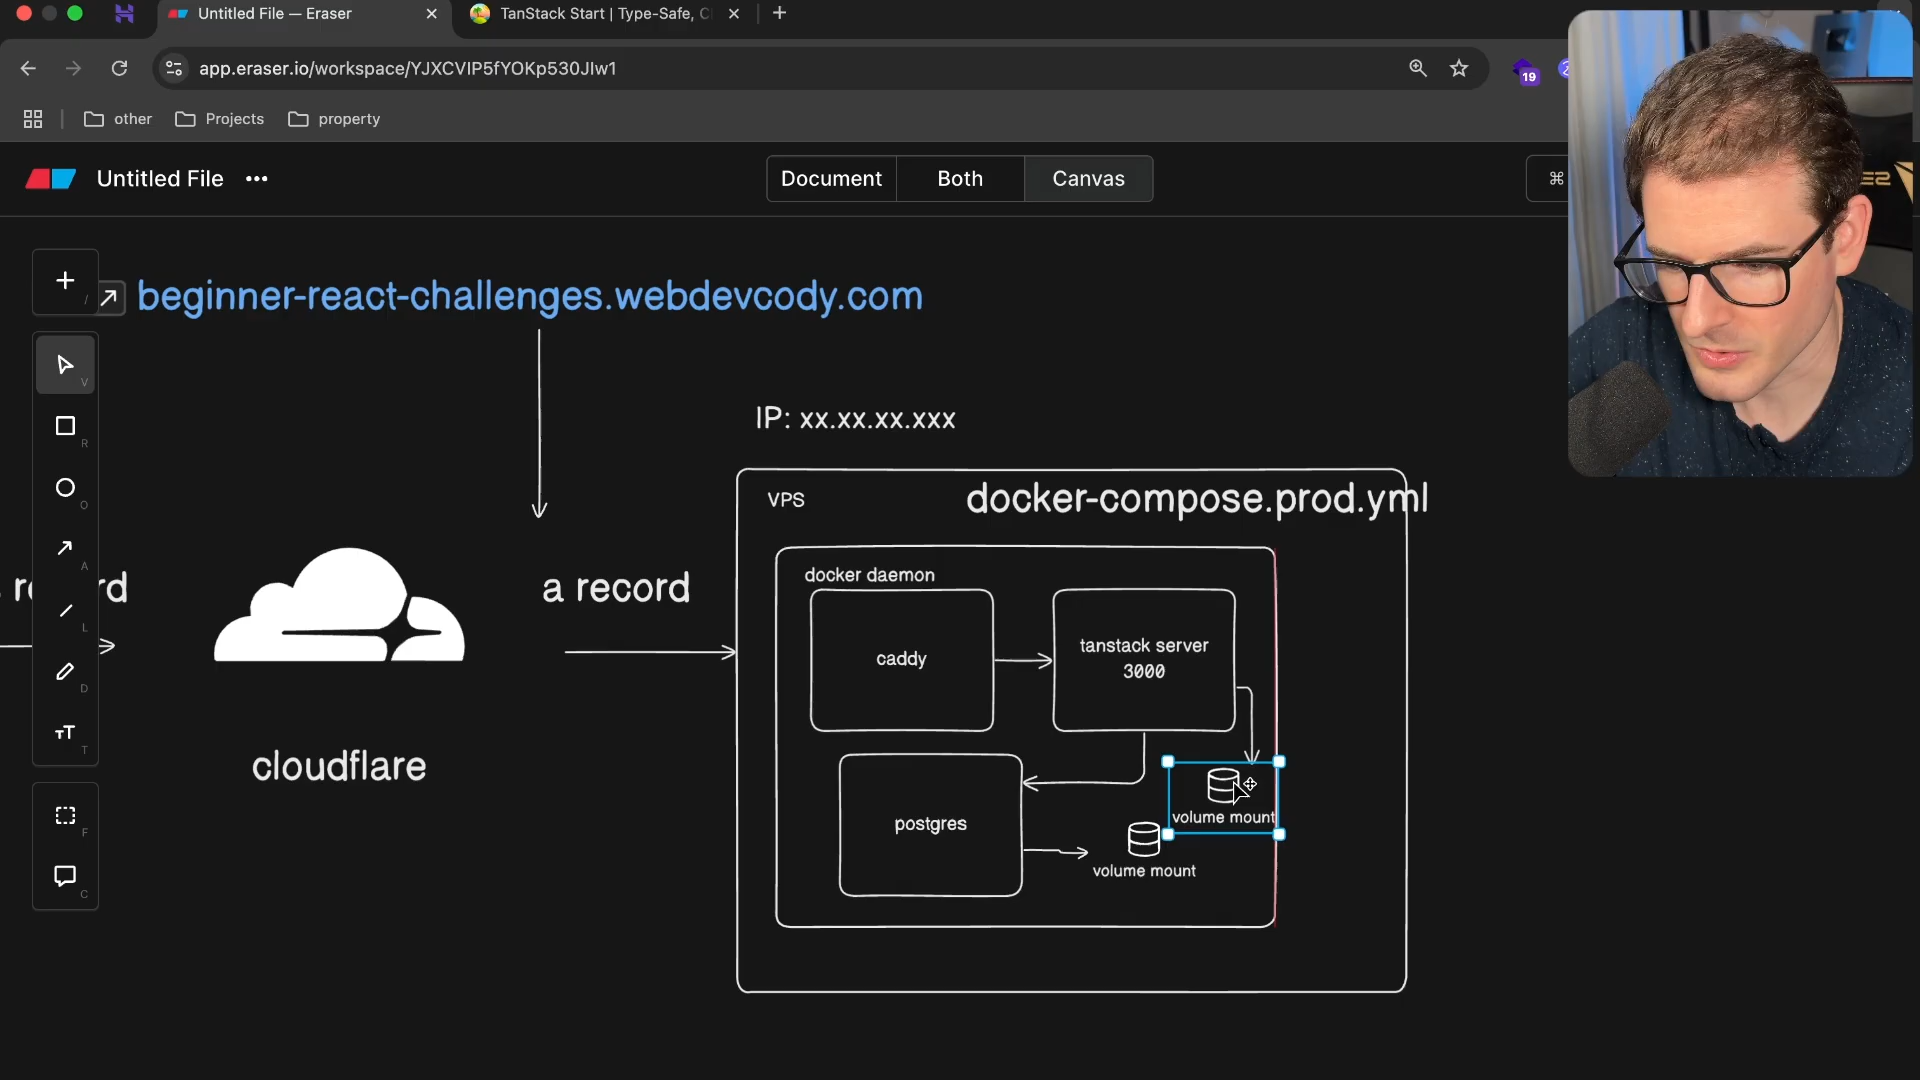 Untitled File — Eraser
TanStack Start | Type-Safe, C
app.eraser.io/workspace/YJXCVIP5fYOKp530JIw1
19
other
Projects
property
Untitled File
Document
Both
Canvas
⌘
/
beginner-react-challenges.webdevcody.com
V
R
O
A
L
D
T
F
C
IP: xx.xx.xx.xxx
VPS
docker-compose.prod.yml
docker daemon
a record
caddy
tanstack server
3000
cloudflare
postgres
volume mount
volume mount